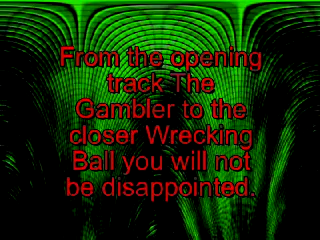 From the opening
track The
Gambler to the
closer Wrecking
Ball you will not
be disappointed.